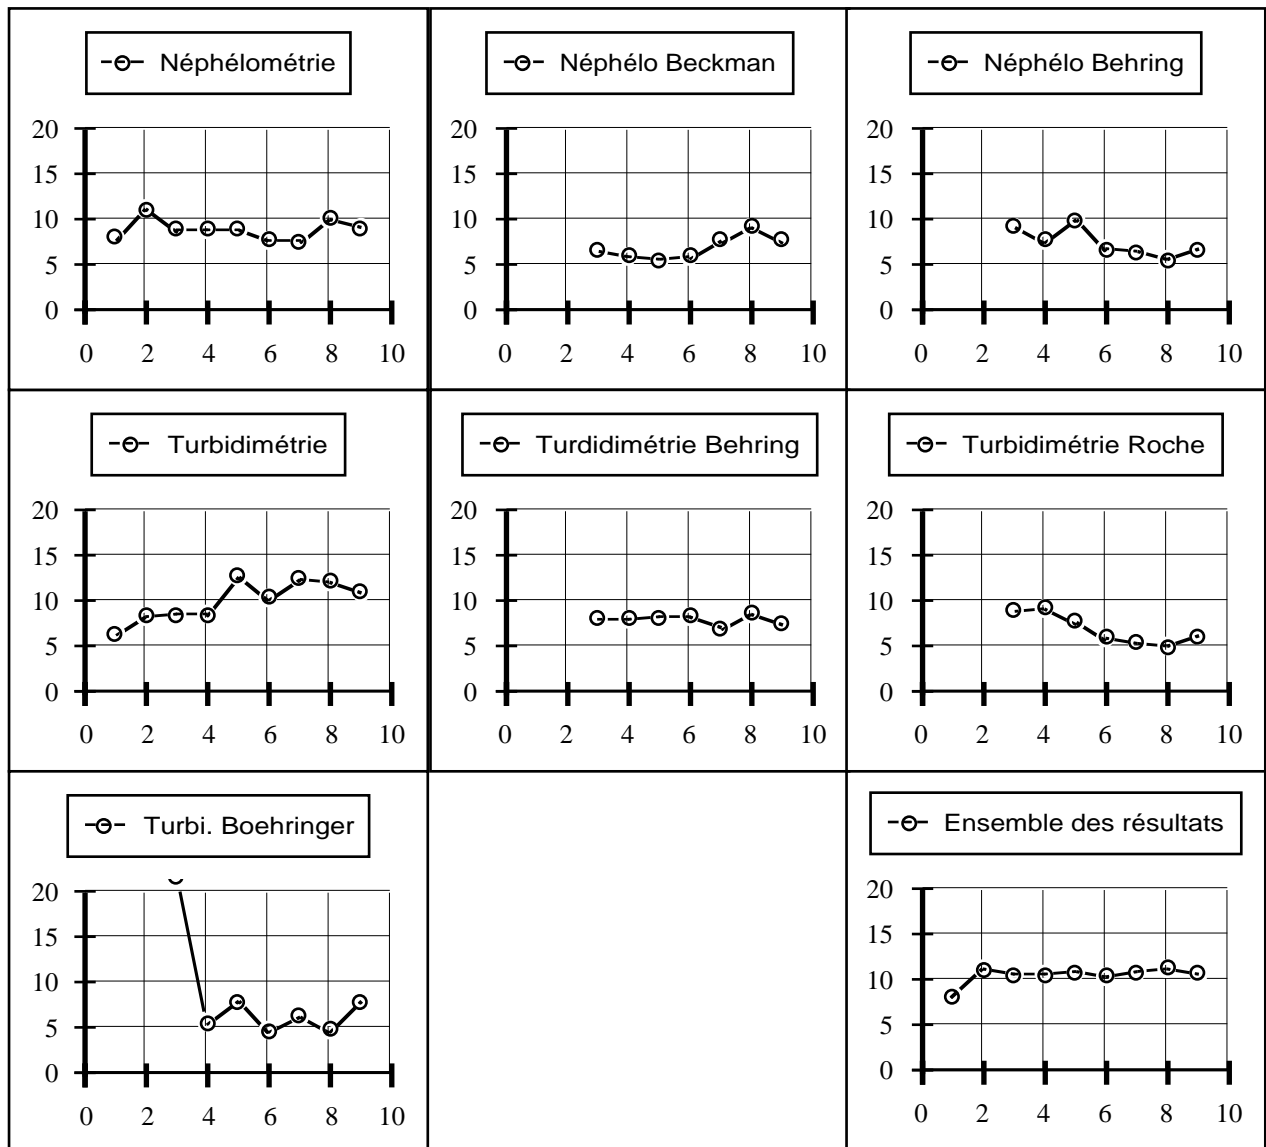 Néphélométrie
20
15
10
5
0
0 2 4 6 8 10
Néphélo Beckman
20
15
10
5
0
0 2 4 6 8 10
Néphélo Behring
20
15
10
5
0
0 2 4 6 8 10
Turbidimétrie
20
15
10
5
0
0 2 4 6 8 10
Turdidimétrie Behring
20
15
10
5
0
0 2 4 6 8 10
Turbidimétrie Roche
20
15
10
5
0
0 2 4 6 8 10
Turbi. Boehringer
20
15
10
5
0
0 2 4 6 8 10
Ensemble des résultats
20
15
10
5
0
0 2 4 6 8 10